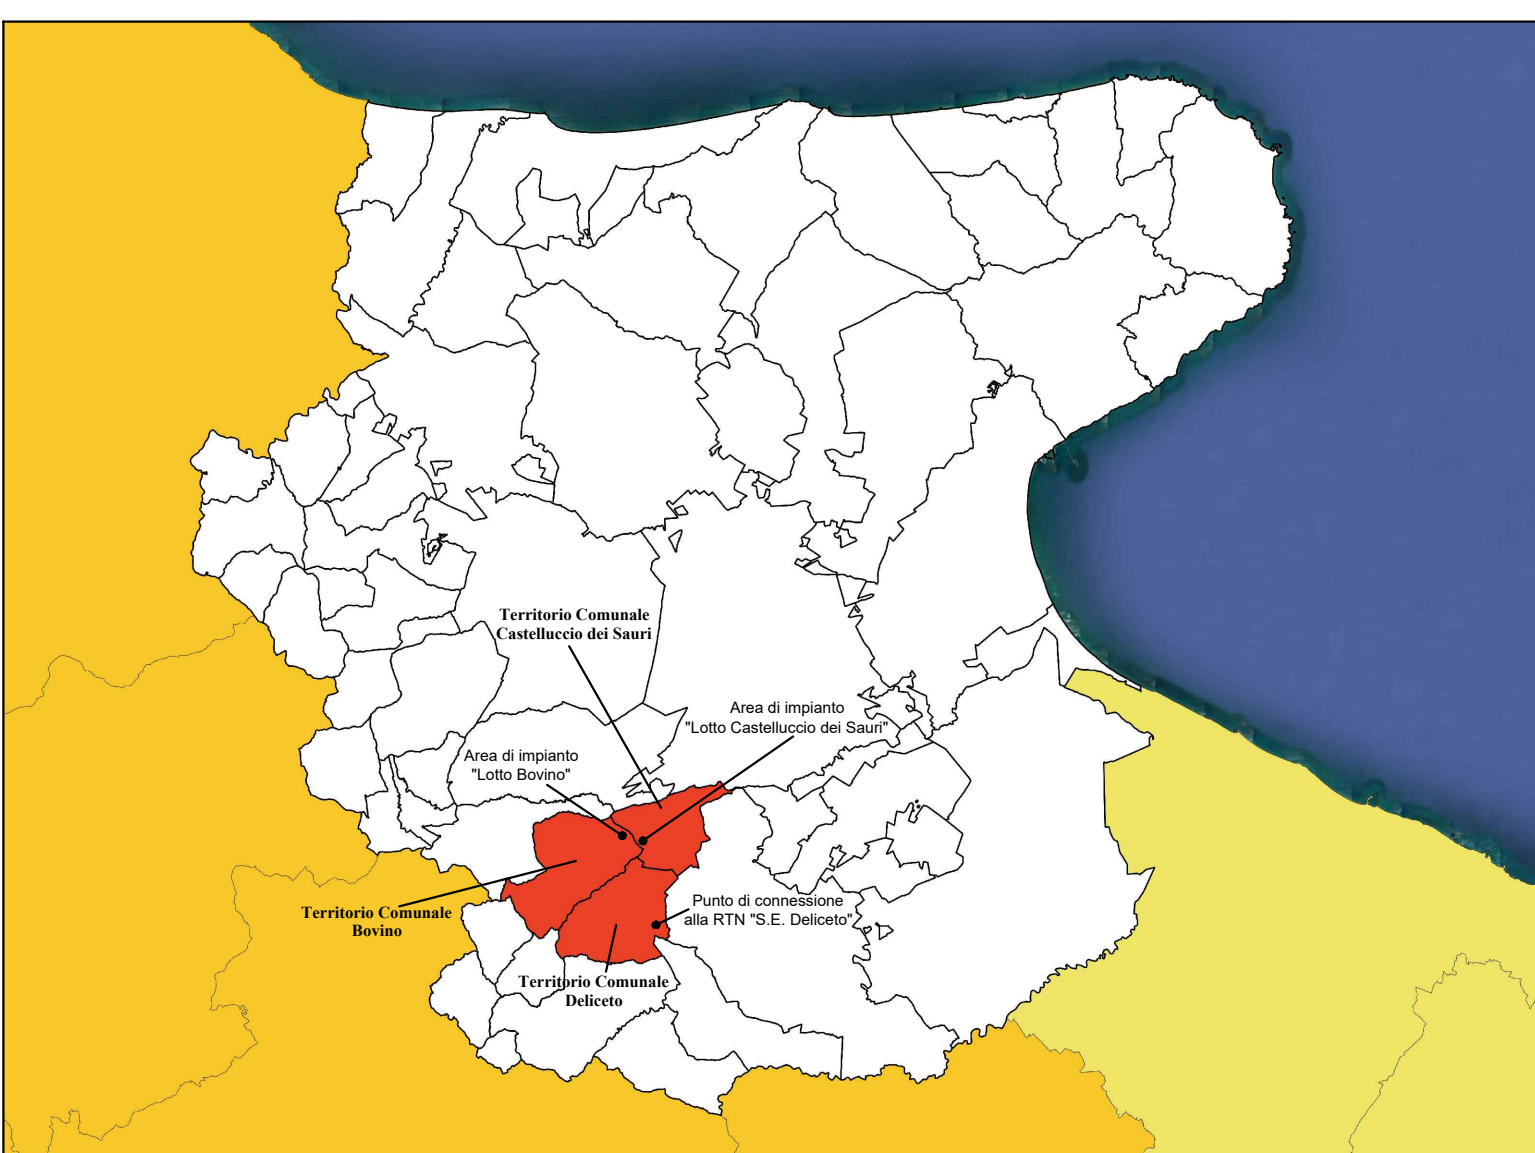 Territorio Comunale
Castelluccio dei Sauri
Area di impianto
"Lotto Castelluccio dei Sauri"
Area di impianto
"Lotto Bovino"
Punto di connessione
alla RTN "S.E. Deliceto"
Territorio Comunale
Bovino
Territorio Comunale
Deliceto